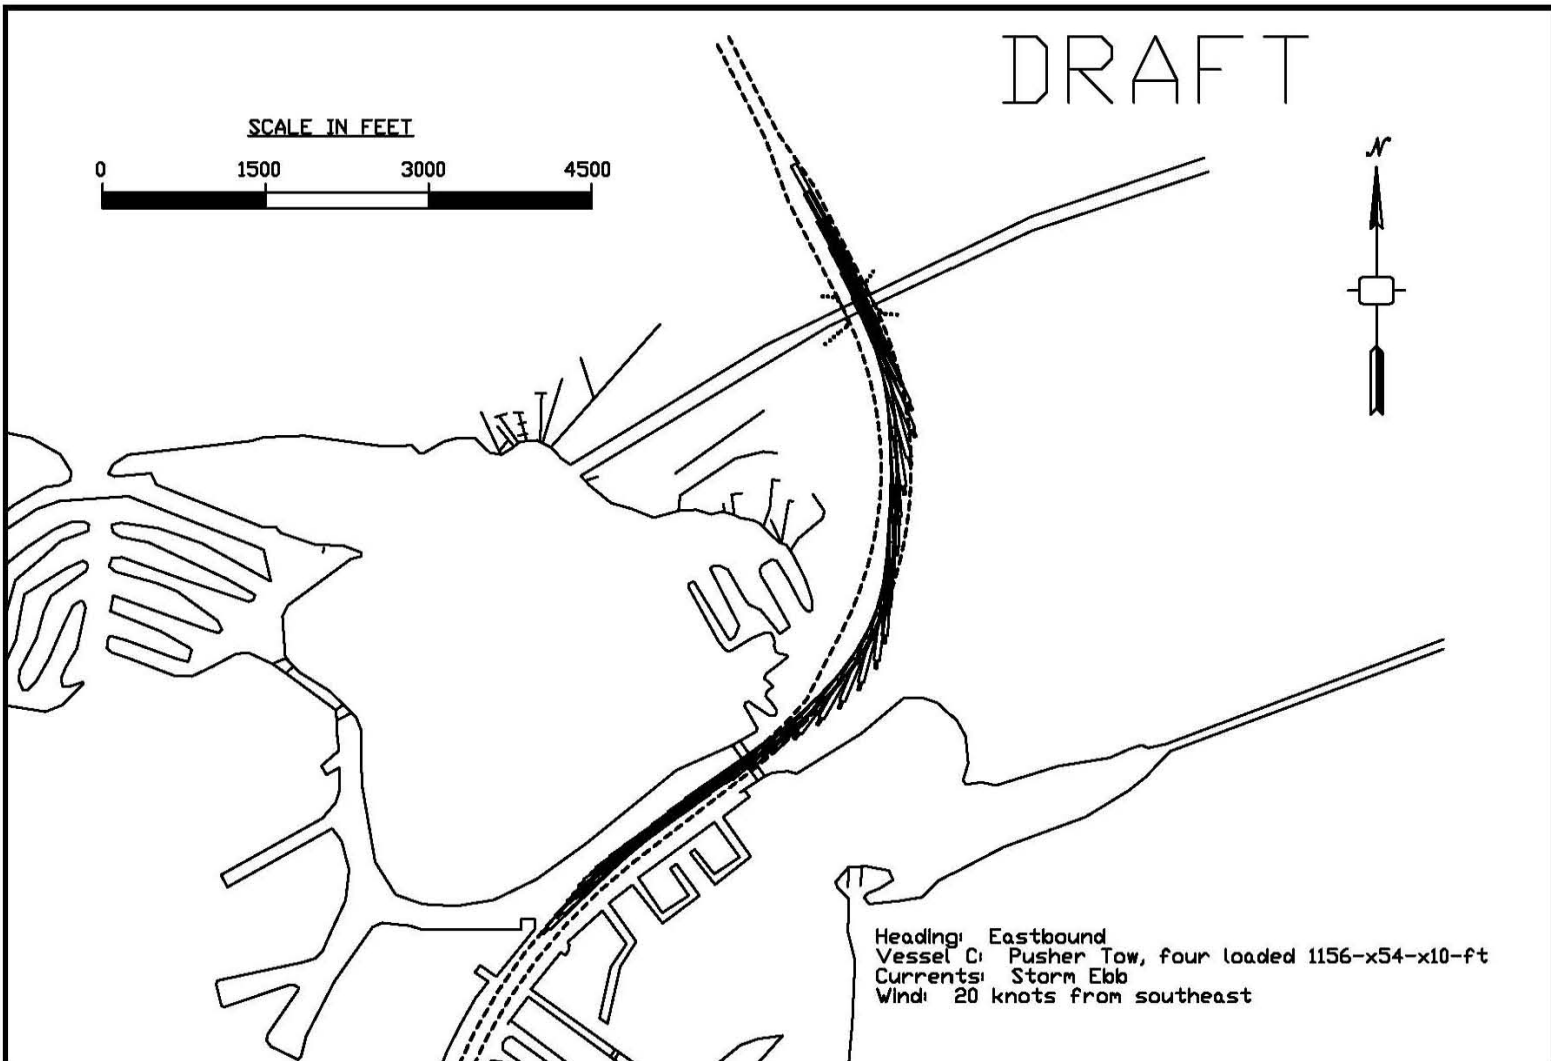 DRAFT
SCALE IN FEET
0 1500 3000 4500
N
Heading: Eastbound
Vessel C: Pusher Tow, four loaded 1156-x54-x10-ft
Currents: Storm Ebb
Wind: 20 knots from southeast